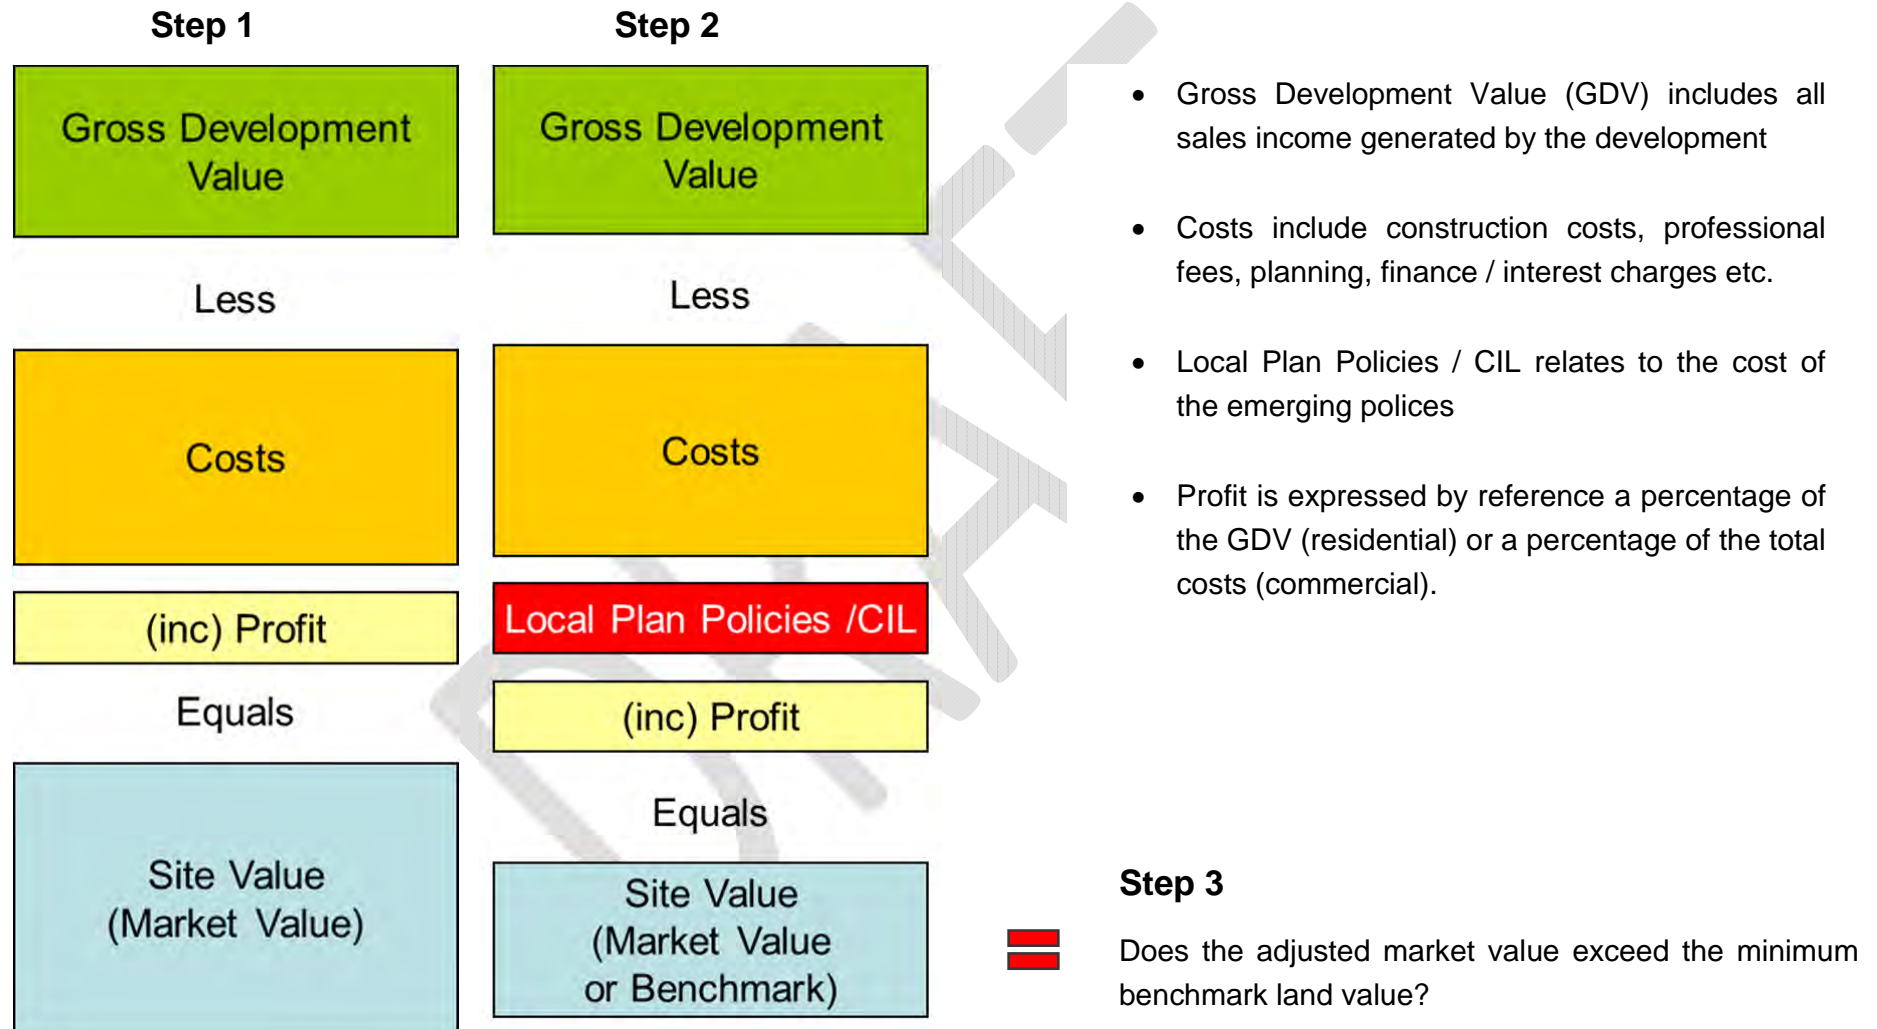 Step 1
Gross Development
Value
Less
Costs
(inc) Profit
Equals
Site Value
(Market Value)
Step 2
Gross Development
Value
Less
Costs
Local Plan Policies /CIL
(inc) Profit
Equals
Site Value
(Market Value
or Benchmark)
• Gross Development Value (GDV) includes all
sales income generated by the development
• Costs include construction costs, professional
fees, planning, finance / interest charges etc.
• Local Plan Policies / CIL relates to the cost of
the emerging polices
• Profit is expressed by reference a percentage of
the GDV (residential) or a percentage of the total
costs (commercial).
Step 3
Does the adjusted market value exceed the minimum
benchmark land value?